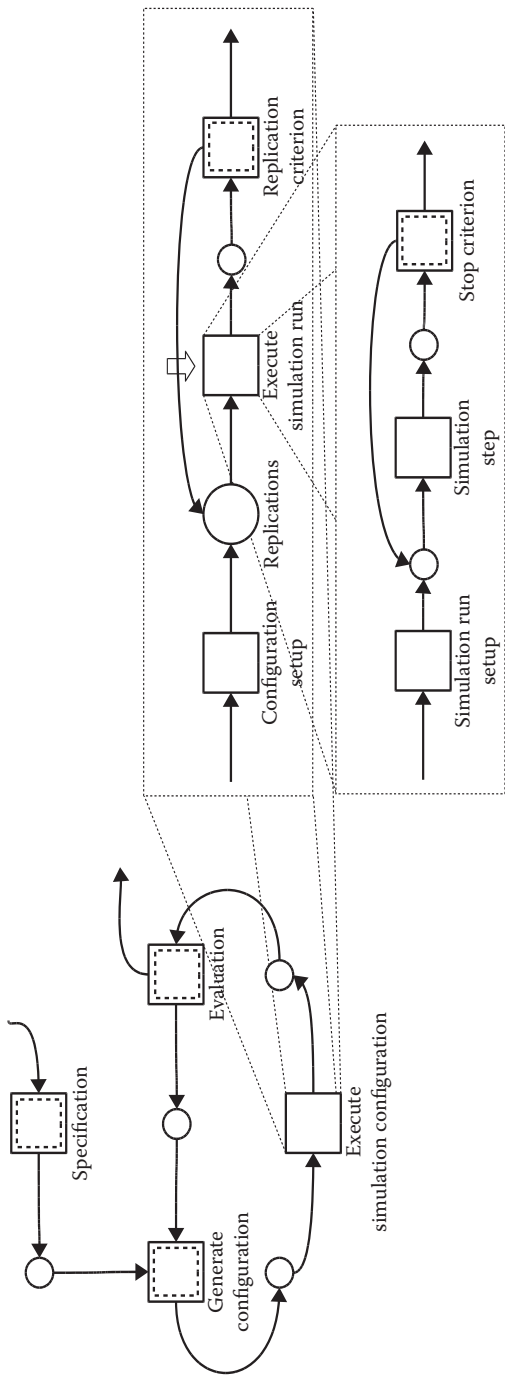 Specification
Generate
configuration
Evaluation
Execute
simulation configuration
Configuration
setup
Replications
Execute
simulation run
Replication
criterion
Simulation run
setup
Simulation
step
Stop criterion